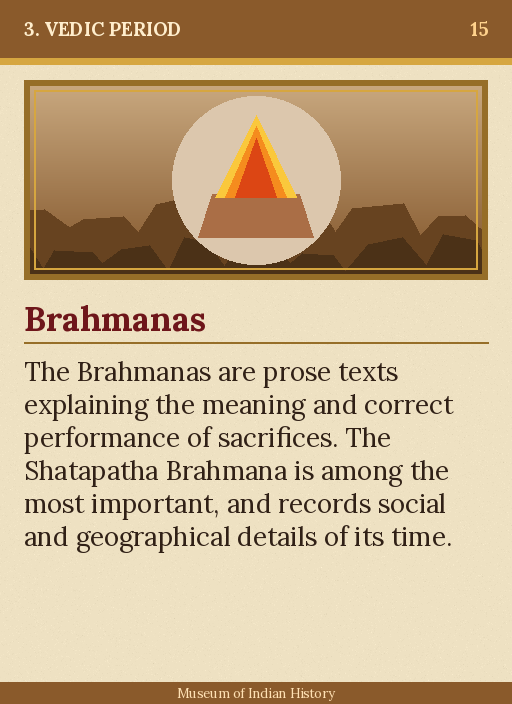 3. VEDIC PERIOD
15
Brahmanas
The Brahmanas are prose texts
explaining the meaning and correct
performance of sacrifices. The
Shatapatha Brahmana is among the
most important, and records social
and geographical details of its time.
Museum of Indian History